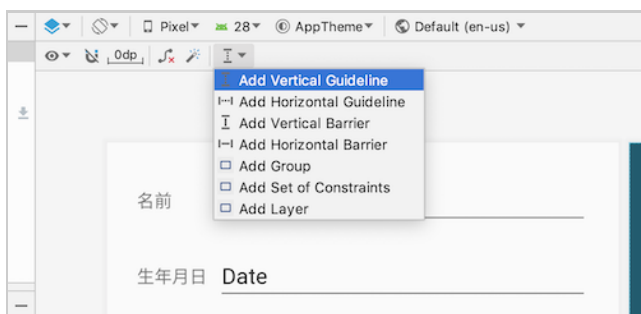 Pixel 28 AppTheme Default (en-us)
0dp
Add Vertical Guideline
Add Horizontal Guideline
Add Vertical Barrier
Add Horizontal Barrier
Add Group
Add Set of Constraints
Add Layer
名前
生年月日 Date